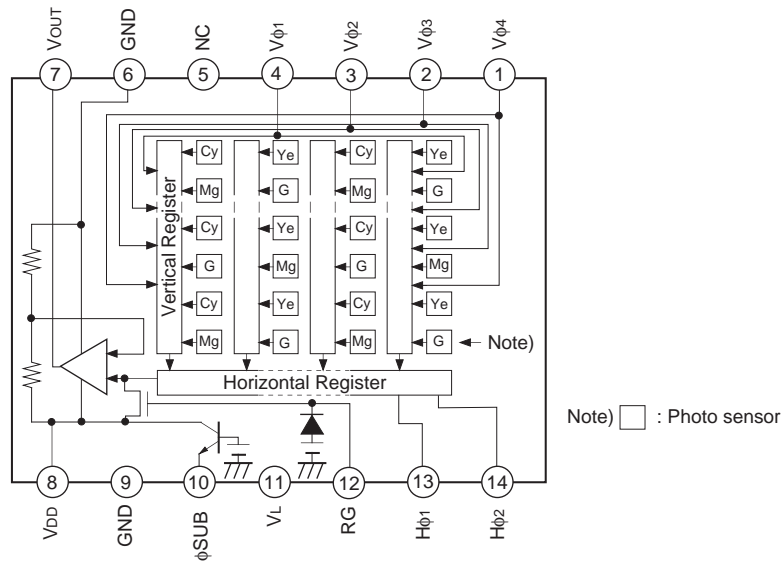 VOUT GND NC Vϕ1 Vϕ2 Vϕ3 Vϕ4
7 6 5 4 3 2 1
Vertical Register
Cy Ye Cy Ye
Mg G Mg G
Cy Ye Cy Ye
G Mg G Mg
Cy Ye Cy Ye
Mg G Mg G
Note)
Horizontal Register
Note) : Photo sensor
8 9 10 11 12 13 14
VDD GND ϕSUB VL RG Hϕ1 Hϕ2